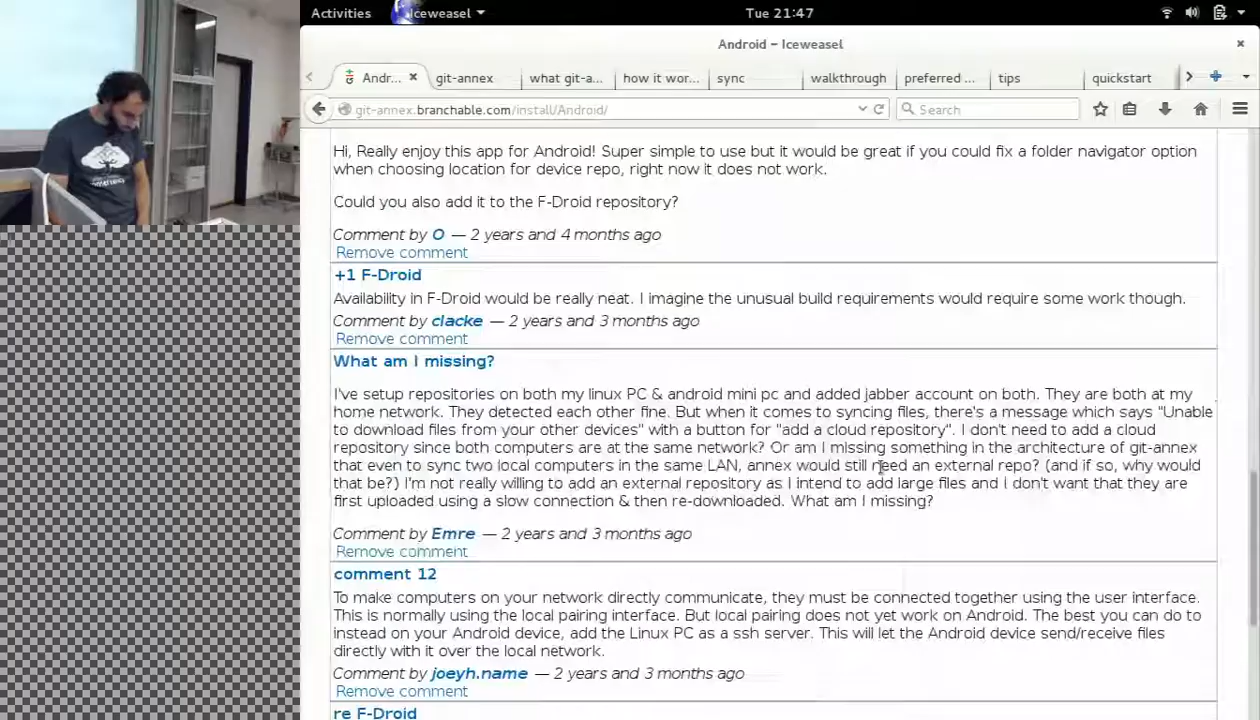 Activities
Iceweasel
Tue 21:47
Android – Iceweasel
Andr...
git-annex
what git-a...
how it wor...
sync
walkthrough
preferred ...
tips
quickstart
git-annex.branchable.com/install/Android/
Search
Hi, Really enjoy this app for Android! Super simple to use but it would be great if you could fix a folder navigator option
when choosing location for device repo, right now it does not work.
Could you also add it to the F-Droid repository?
Comment by O — 2 years and 4 months ago
Remove comment
+1 F-Droid
Availability in F-Droid would be really neat. I imagine the unusual build requirements would require some work though.
Comment by clacke — 2 years and 3 months ago
Remove comment
What am I missing?
I've setup repositories on both my linux PC & android mini pc and added jabber account on both. They are both at my
home network. They detected each other fine. But when it comes to syncing files, there's a message which says "Unable
to download files from your other devices" with a button for "add a cloud repository". I don't need to add a cloud
repository since both computers are at the same network? Or am I missing something in the architecture of git-annex
that even to sync two local computers in the same LAN, annex would still need an external repo? (and if so, why would
that be?) I'm not really willing to add an external repository as I intend to add large files and i don't want that they are
first uploaded using a slow connection & then re-downloaded. What am I missing?
Comment by Emre — 2 years and 3 months ago
Remove comment
comment 12
To make computers on your network directly communicate, they must be connected together using the user interface.
This is normally using the local pairing interface. But local pairing does not yet work on Android. The best you can do to
instead on your Android device, add the Linux PC as a ssh server. This will let the Android device send/receive files
directly with it over the local network.
Comment by joeyh.name — 2 years and 3 months ago
Remove comment
re F-Droid